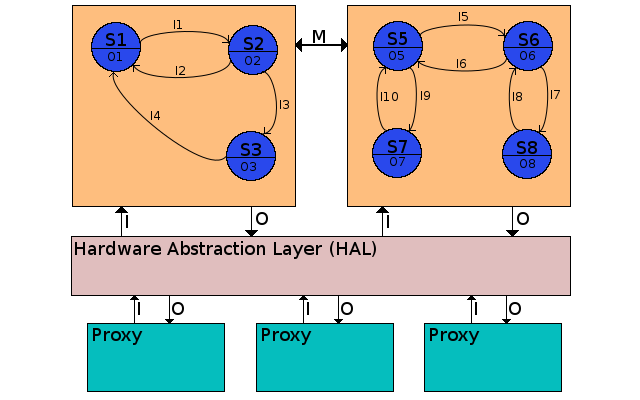 S1
O1
I1
S2
O2
I2
I3
I4
S3
O3
M
S5
O5
I5
S6
O6
I6
I10
I9
I8
I7
S7
O7
S8
O8
I
O
I
O
Hardware Abstraction Layer (HAL)
I
O
I
O
I
O
Proxy
Proxy
Proxy